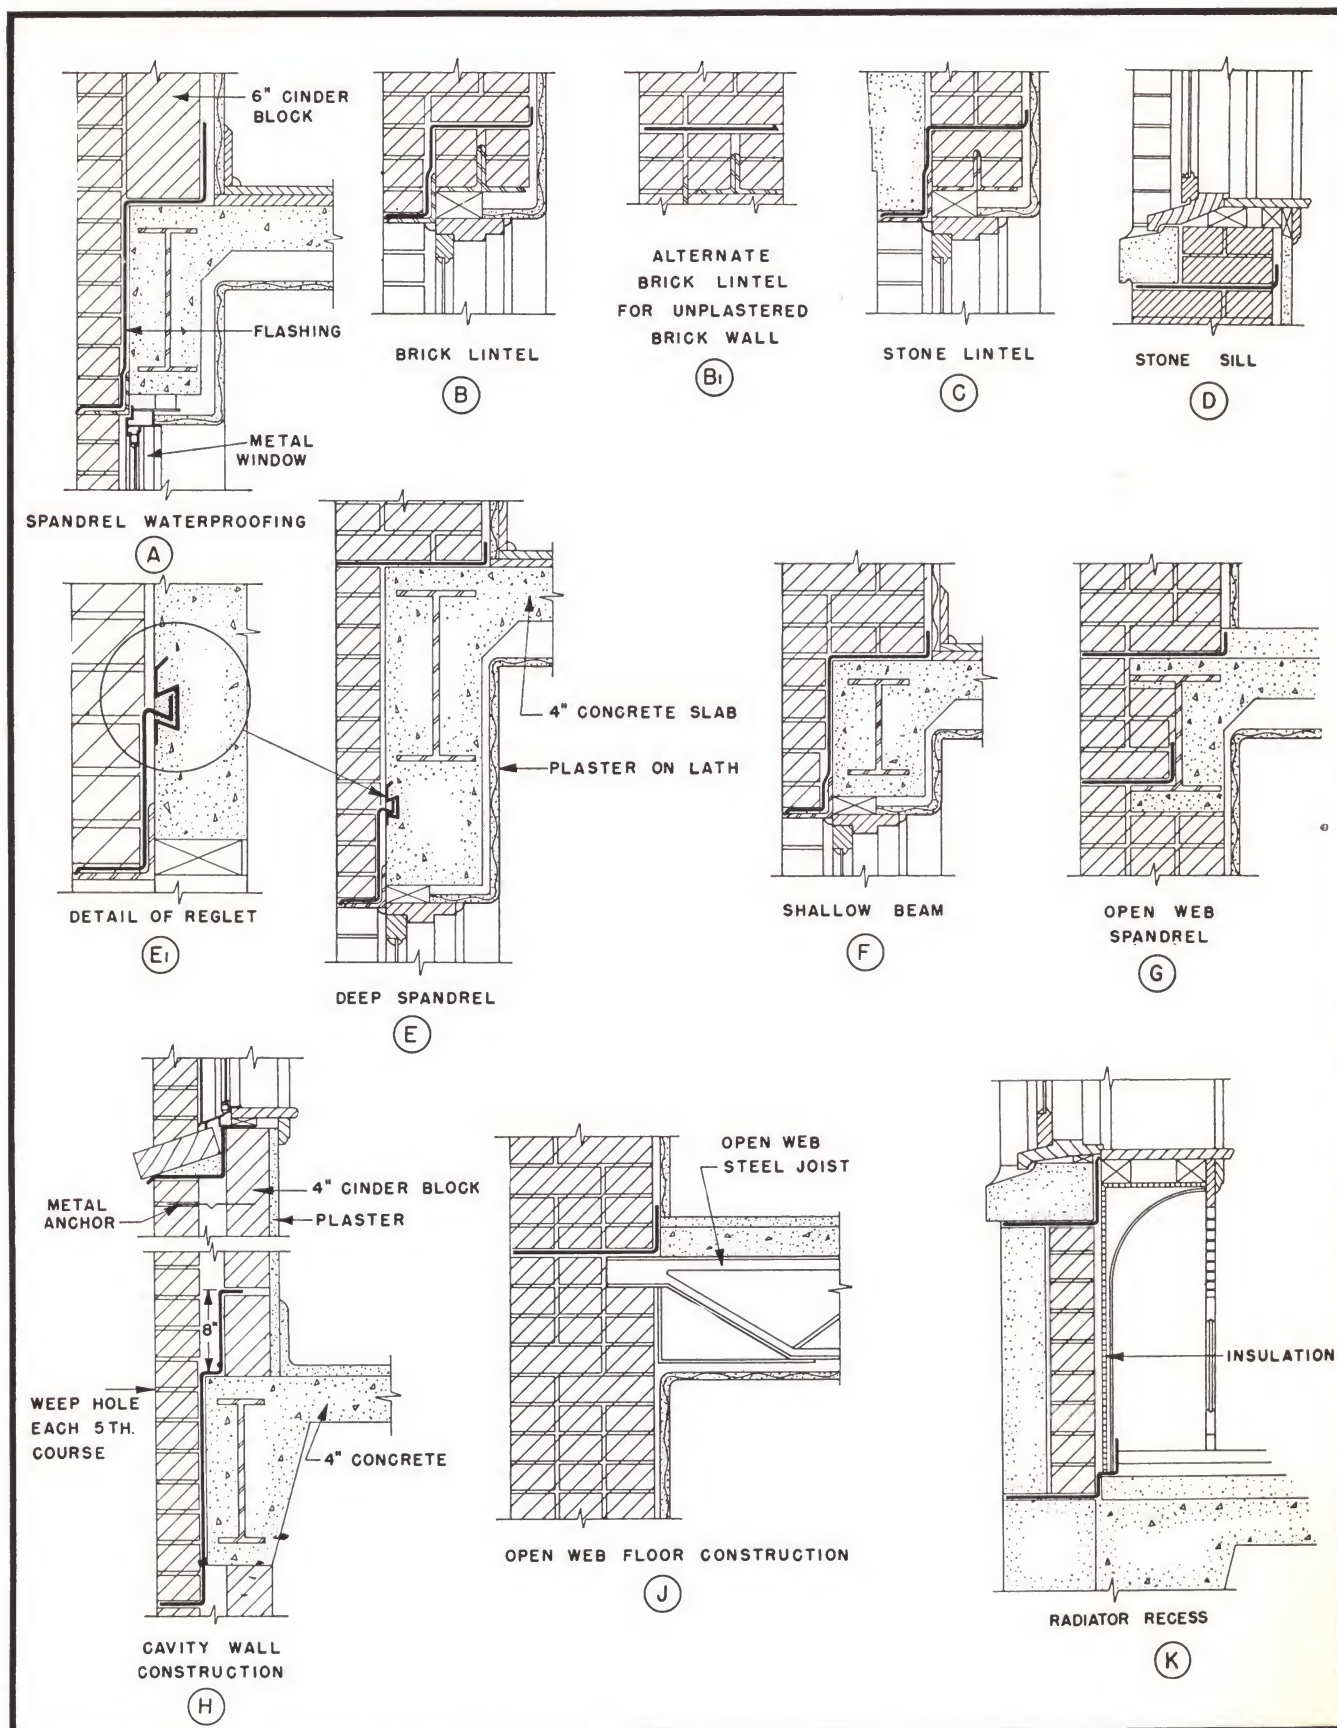 6" CINDER
BLOCK
FLASHING
METAL
WINDOW
SPANDREL WATERPROOFING
A
BRICK LINTEL
B
ALTERNATE
BRICK LINTEL
FOR UNPLASTERED
BRICK WALL
B1
STONE LINTEL
C
STONE SILL
D
DETAIL OF REGLET
E1
4" CONCRETE SLAB
PLASTER ON LATH
DEEP SPANDREL
E
SHALLOW BEAM
F
OPEN WEB
SPANDREL
G
METAL
ANCHOR
4" CINDER BLOCK
PLASTER
8"
WEEP HOLE
EACH 5TH.
COURSE
4" CONCRETE
CAVITY WALL
CONSTRUCTION
H
OPEN WEB
STEEL JOIST
OPEN WEB FLOOR CONSTRUCTION
J
INSULATION
RADIATOR RECESS
K